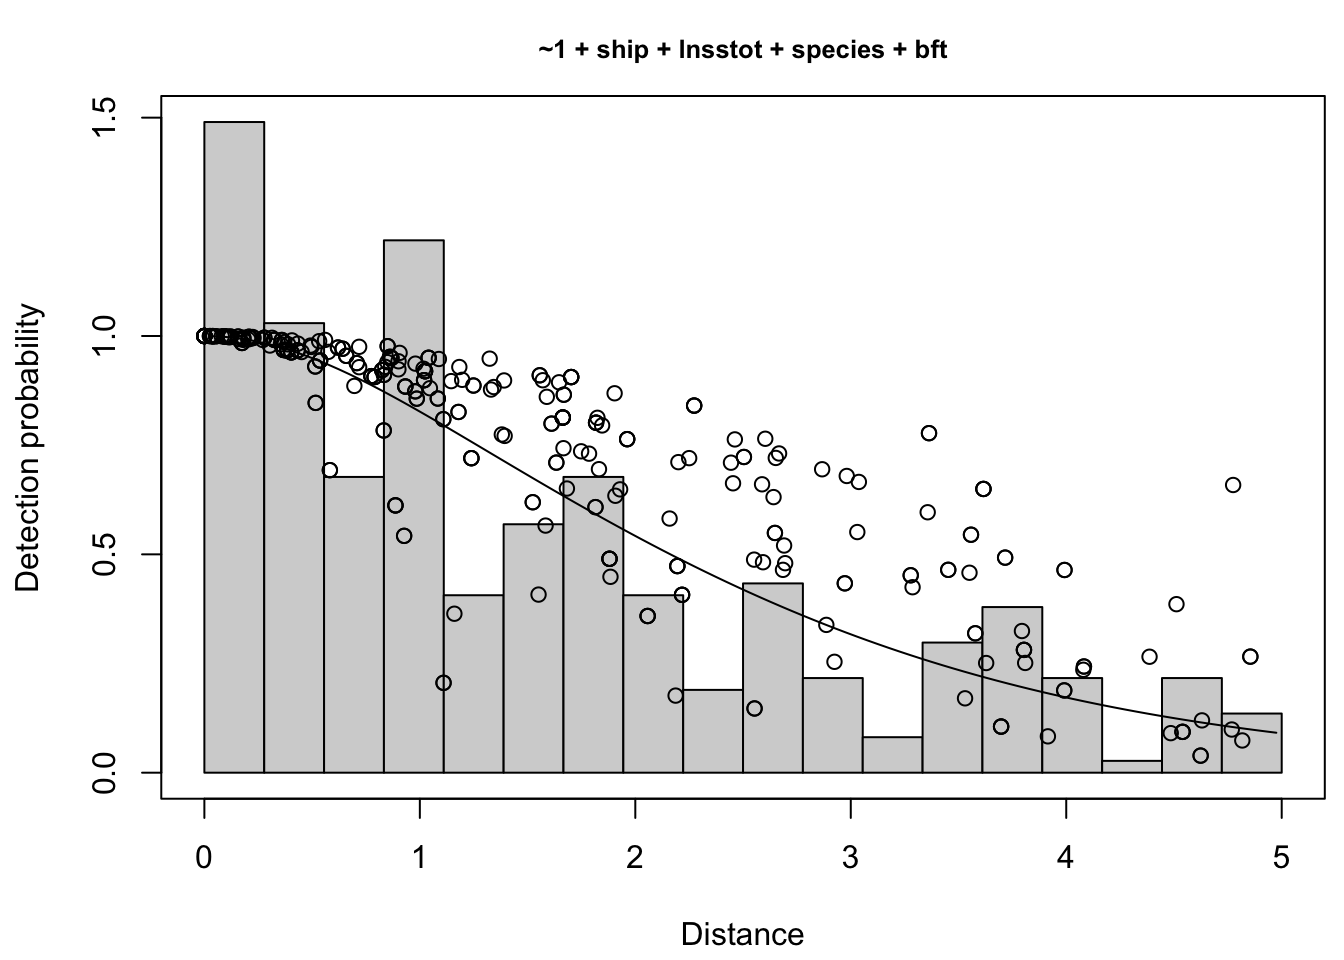 ~1 + ship + lnsstot + species + bft
Detection probability
1.5
1.0
0.5
0.0
0 1 2 3 4 5
Distance